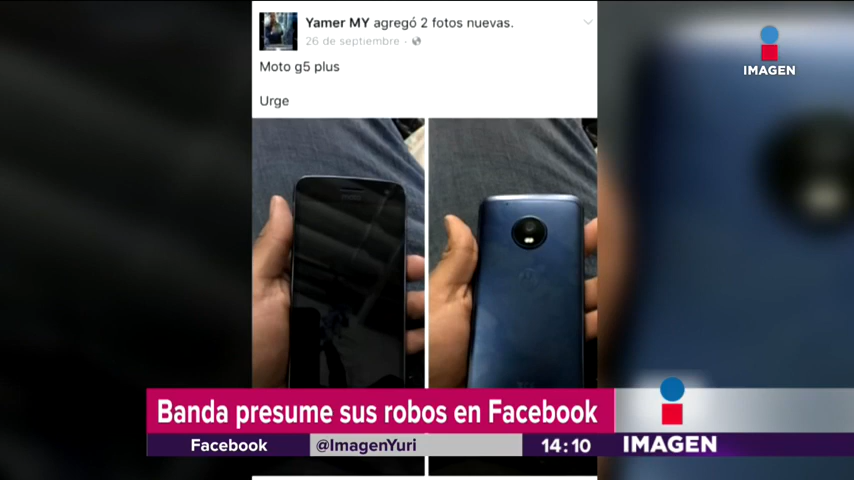 Yamer MY agregó 2 fotos nuevas.
26 de septiembre ·
Moto g5 plus
Urge
IMAGEN
Banda presume sus robos en Facebook
Facebook
@ImagenYuri
14:10
IMAGEN